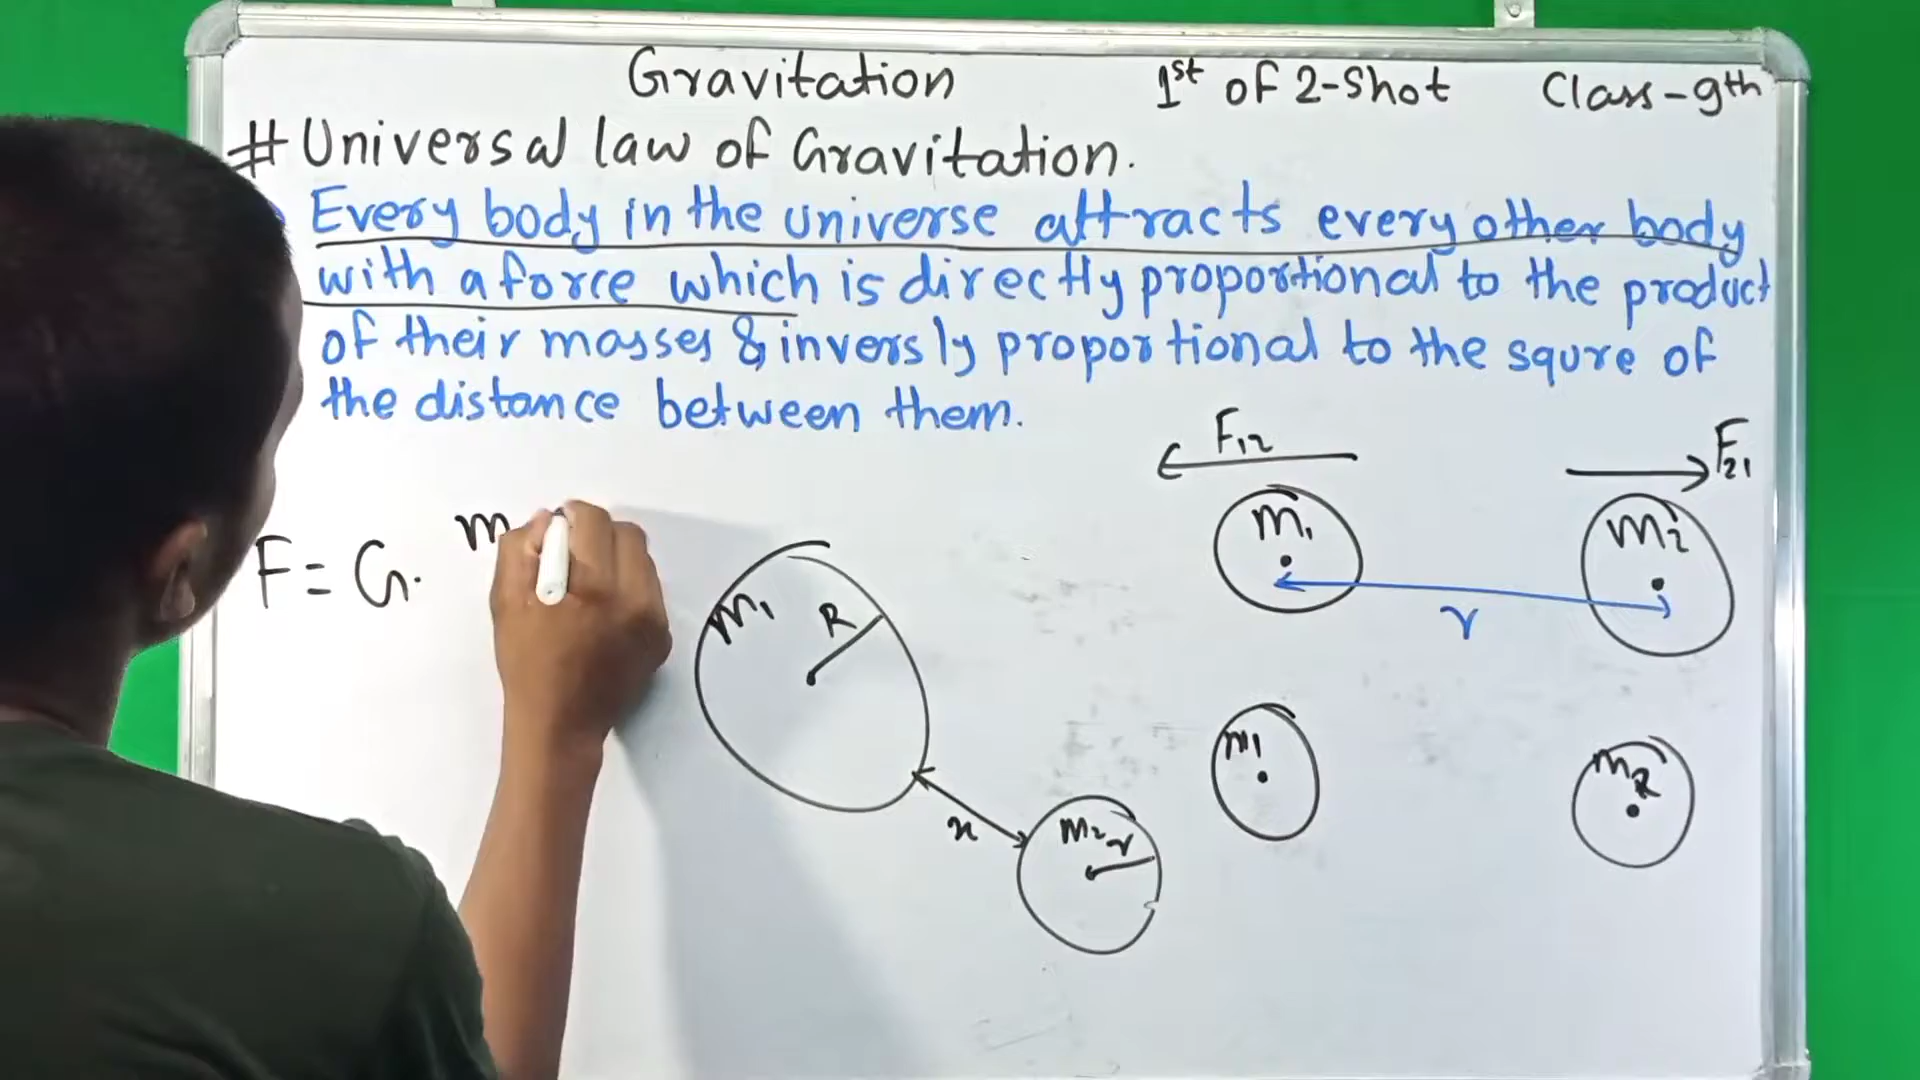 Gravitation 1st of 2-Shot Class-9th
# Universal law of Gravitation.
Every body in the universe attracts every other body
with a force which is directly proportional to the product
of their masses & inversly proportional to the squre of
the distance between them.
F12 F21
m1 m2
r
F = G. m
m1 R
x
m2 r
m1
m2